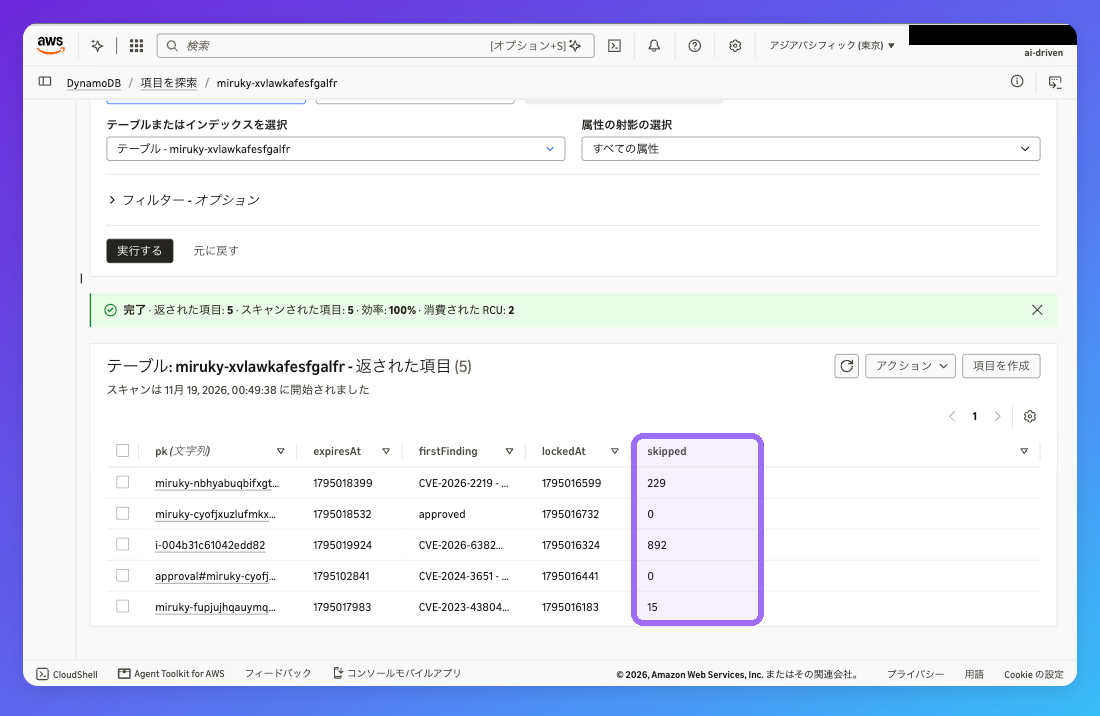 aws
検索 [オプション+S]
アジアパシフィック (東京) ▼
ai-driven
DynamoDB / 項目を探索 / miruky-xvlawkafesfgalfr
テーブルまたはインデックスを選択 属性の射影の選択
テーブル - miruky-xvlawkafesfgalfr すべての属性
フィルター - オプション
実行する 元に戻す
完了 · 返された項目: 5 · スキャンされた項目: 5 · 効率: 100% · 消費された RCU: 2
テーブル: miruky-xvlawkafesfgalfr - 返された項目 (5)
アクション 項目を作成
スキャンは 11月 19, 2026, 00:49:38 に開始されました
1
pk (文字列) expiresAt firstFinding lockedAt skipped
miruky-nbhyabuqbifxgt... 1795018399 CVE-2026-2219 - ... 1795016599 229
miruky-cyofjxuzlufmkx... 1795018532 approved 1795016732 0
i-004b31c61042edd82 1795019924 CVE-2026-6382... 1795016324 892
approval#miruky-cyofj... 1795102841 CVE-2024-3651 - ... 1795016441 0
miruky-fupjujhqauymq... 1795017983 CVE-2023-43804... 1795016183 15
CloudShell Agent Toolkit for AWS フィードバック コンソールモバイルアプリ © 2026, Amazon Web Services, Inc. またはその関連会社。 プライバシー 用語 Cookie の設定